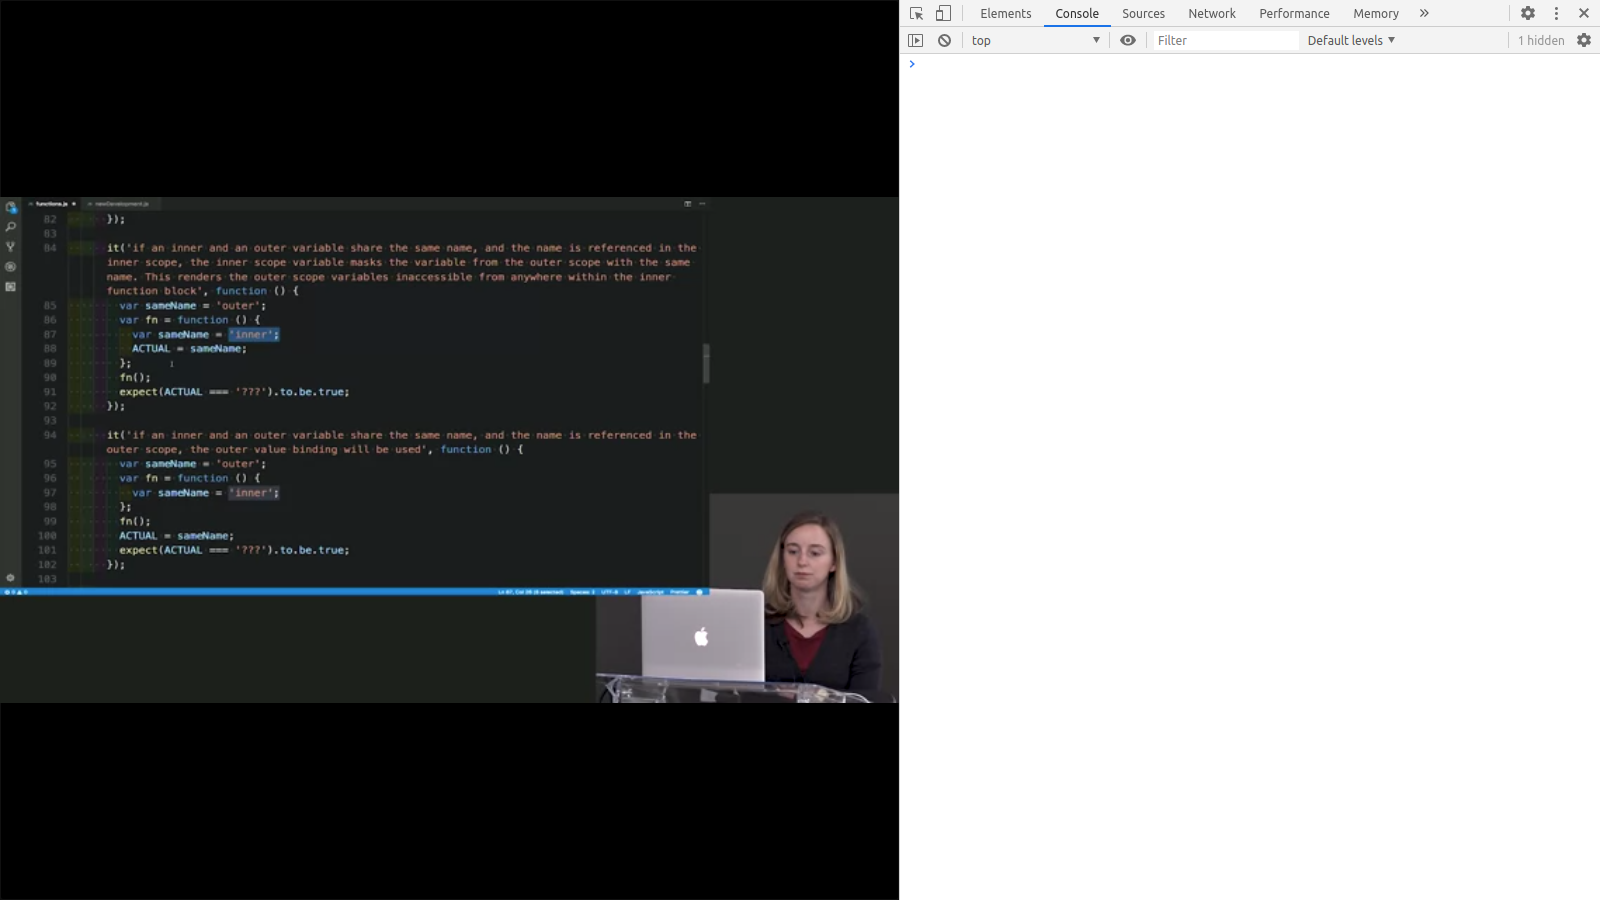 Elements Console Sources Network Performance Memory
top Filter Default levels 1 hidden
functions.js newDevelopment.js
82 });
83
84 it('if an inner and an outer variable share the same name, and the name is referenced in the
inner scope, the inner scope variable masks the variable from the outer scope with the same
name. This renders the outer scope variables inaccessible from anywhere within the inner
function block', function () {
85 var sameName = 'outer';
86 var fn = function () {
87 var sameName = 'inner';
88 ACTUAL = sameName;
89 };
90 fn();
91 expect(ACTUAL === '???').to.be.true;
92 });
93
94 it('if an inner and an outer variable share the same name, and the name is referenced in the
outer scope, the outer value binding will be used', function () {
95 var sameName = 'outer';
96 var fn = function () {
97 var sameName = 'inner';
98 };
99 fn();
100 ACTUAL = sameName;
101 expect(ACTUAL === '???').to.be.true;
102 });
103
Spaces: 2 UTF-8 LF JavaScript Prettier